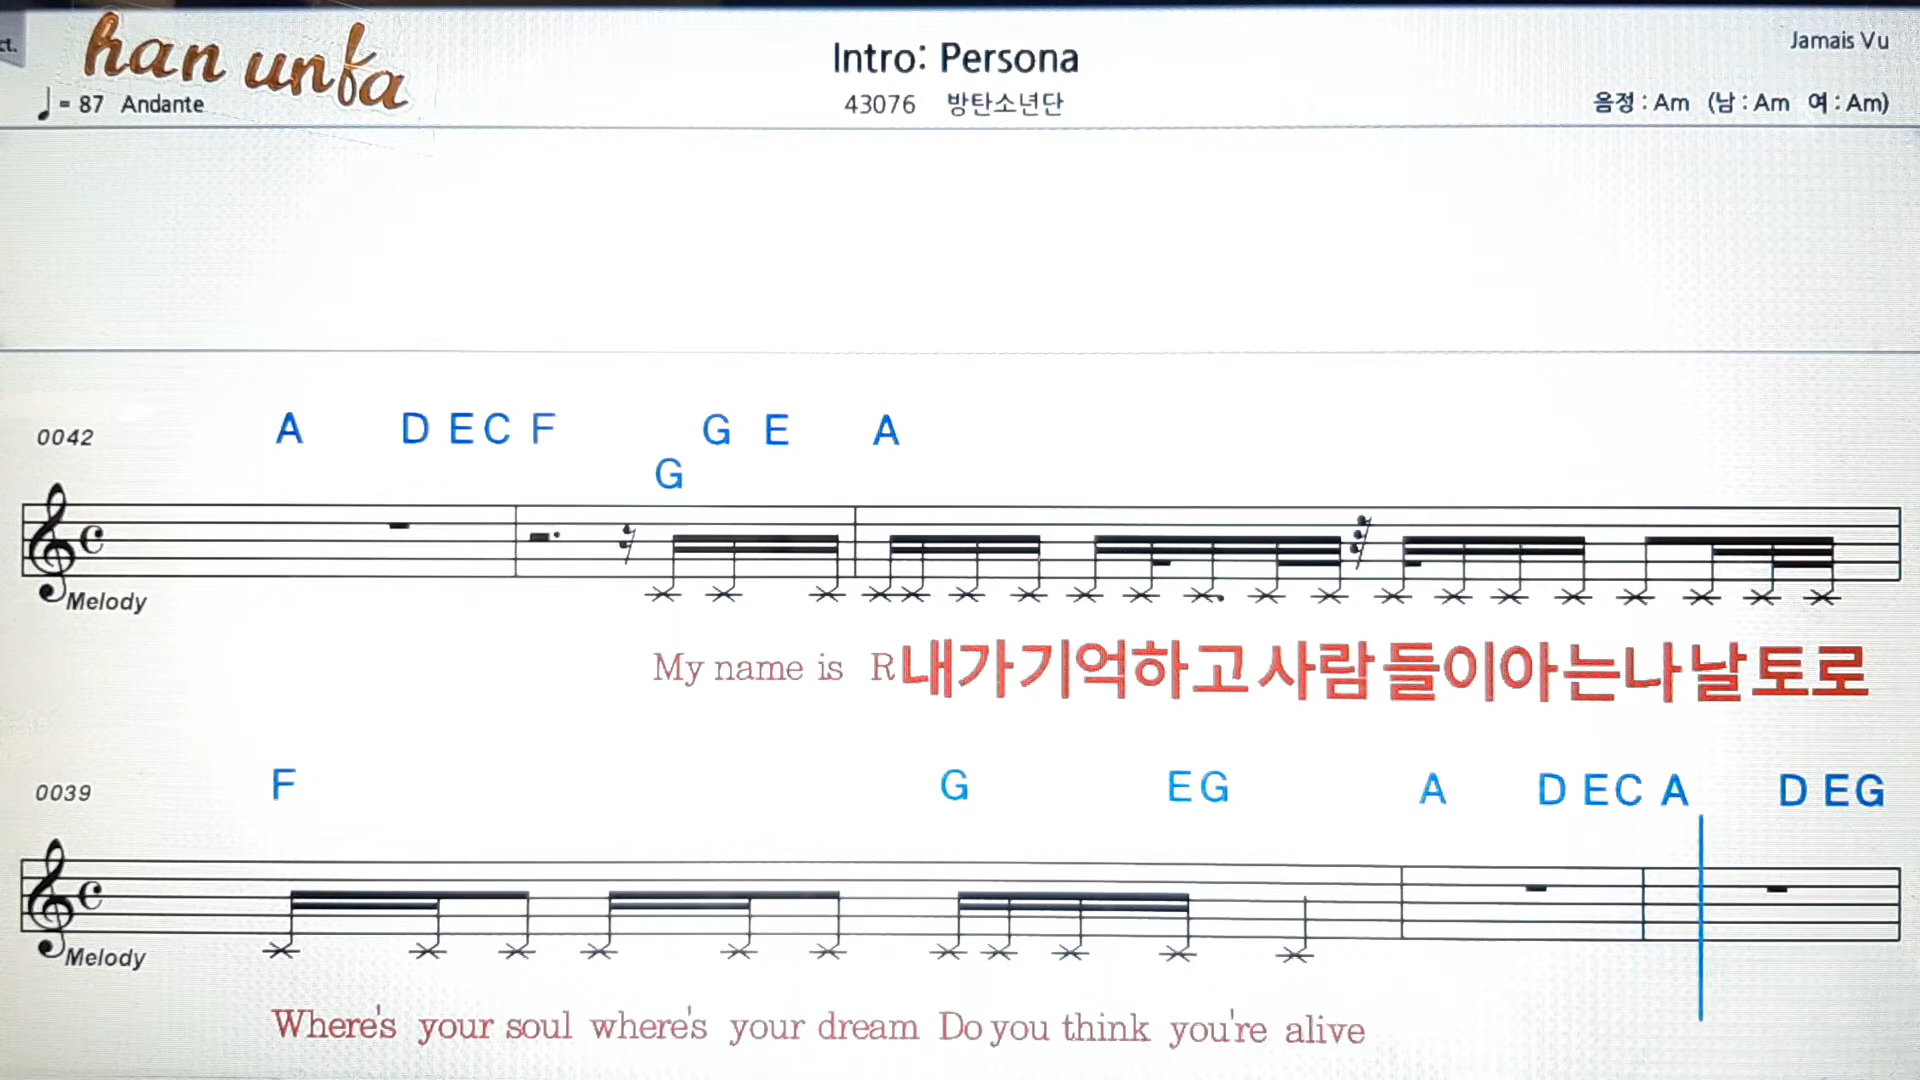 ct.
han unfa
Intro: Persona
Jamais Vu
♩ = 87 Andante
43076 방탄소년단
음정 : Am (남 : Am 여 : Am)
0042
A D E C F G E A
G
Melody
My name is R내가기억하고사람들이아는나날토로
0039
F G E G A D E C A D E G
Melody
Where's your soul where's your dream Do you think you're alive